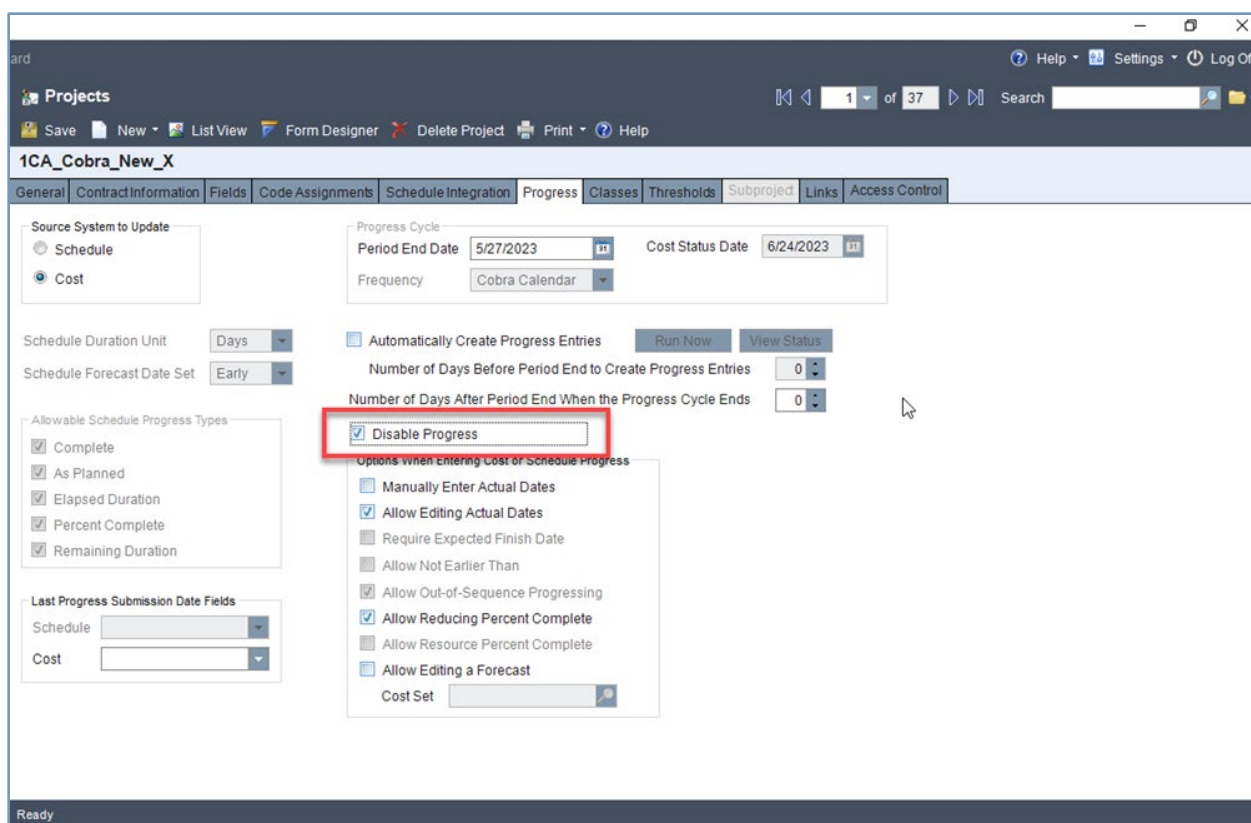 ard
Help Settings Log Of
Projects
1 of 37 Search
Save New List View Form Designer Delete Project Print Help
1CA_Cobra_New_X
General Contract Information Fields Code Assignments Schedule Integration Progress Classes Thresholds Subproject Links Access Control
Source System to Update
Schedule
Cost
Progress Cycle
Period End Date 5/27/2023 31 Cost Status Date 6/24/2023 31
Frequency Cobra Calendar
Schedule Duration Unit Days
Schedule Forecast Date Set Early
Automatically Create Progress Entries Run Now View Status
Number of Days Before Period End to Create Progress Entries 0
Number of Days After Period End When the Progress Cycle Ends 0
Disable Progress
Allowable Schedule Progress Types
Complete
As Planned
Elapsed Duration
Percent Complete
Remaining Duration
Options When Entering Cost or Schedule Progress
Manually Enter Actual Dates
Allow Editing Actual Dates
Require Expected Finish Date
Allow Not Earlier Than
Allow Out-of-Sequence Progressing
Allow Reducing Percent Complete
Allow Resource Percent Complete
Allow Editing a Forecast
Cost Set
Last Progress Submission Date Fields
Schedule
Cost
Ready